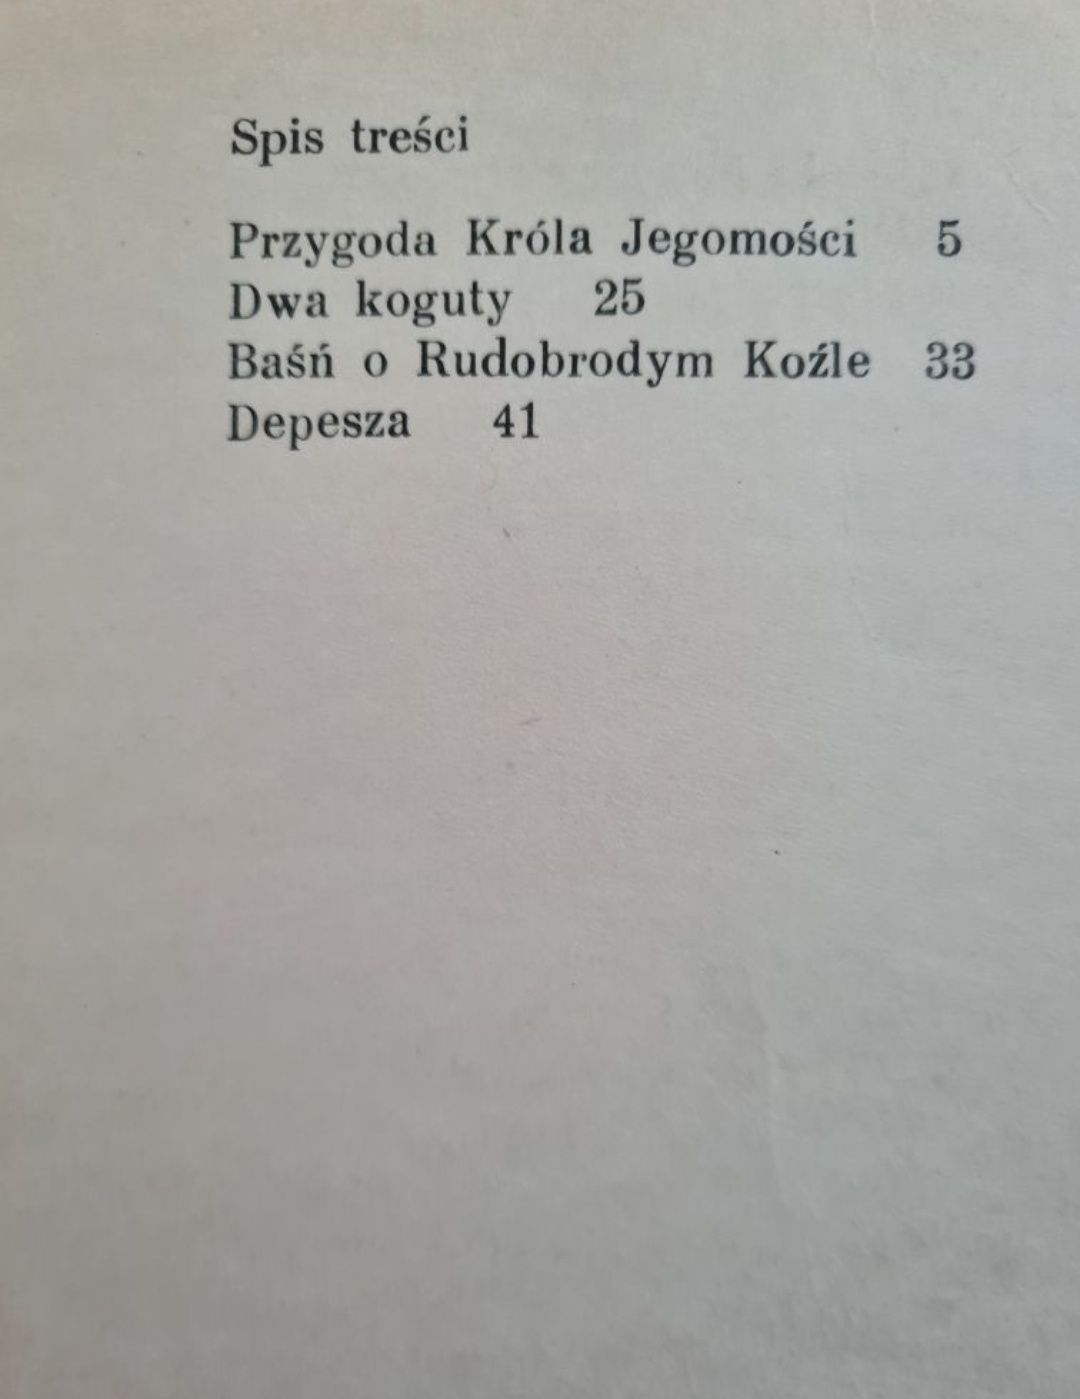 Spis treści
Przygoda Króla Jegomości 5
Dwa koguty 25
Baśń o Rudobrodym Koźle 33
Depesza 41